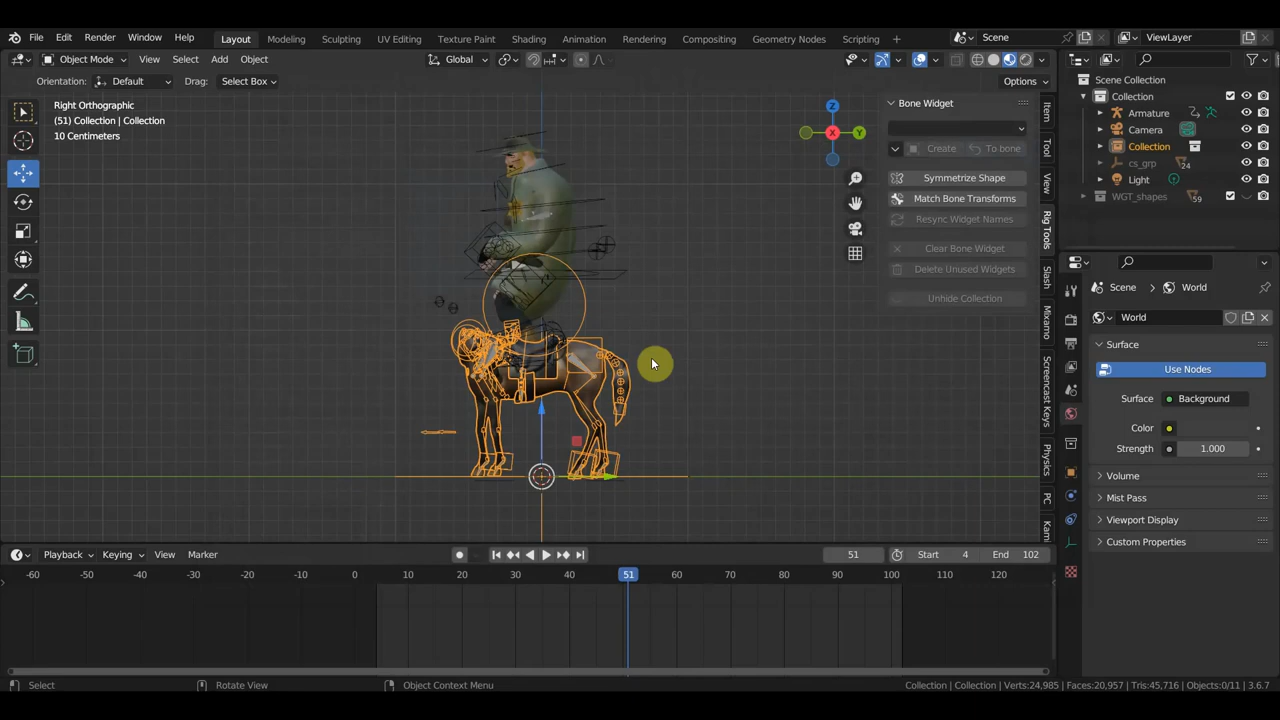 File Edit Render Window Help Layout Modeling Sculpting UV Editing Texture Paint Shading Animation Rendering Compositing Geometry Nodes Scripting + Scene ViewLayer
Object Mode View Select Add Object Global Scene Collection
Orientation: Default Drag: Select Box Options
Right Orthographic
(51) Collection | Collection
10 Centimeters
X Y Z
Item
Tool
View
Rig Tools
Slash
Mixamo
Screencast Keys
Physics
PC
Kami
Bone Widget
Create To bone
Symmetrize Shape
Match Bone Transforms
Resync Widget Names
Clear Bone Widget
Delete Unused Widgets
Unhide Collection
Collection
Armature
Camera
Collection
cs_grp 24
Light
WGT_shapes 59
Scene World
World
Surface
Use Nodes
Surface Background
Color
Strength 1.000
Volume
Mist Pass
Viewport Display
Custom Properties
Playback Keying View Marker 51 Start 4 End 102
-60 -50 -40 -30 -20 -10 0 10 20 30 40 51 60 70 80 90 100 110 120
Select Rotate View Object Context Menu Collection | Collection | Verts:24,985 | Faces:20,957 | Tris:45,716 | Objects:0/11 | 3.6.7